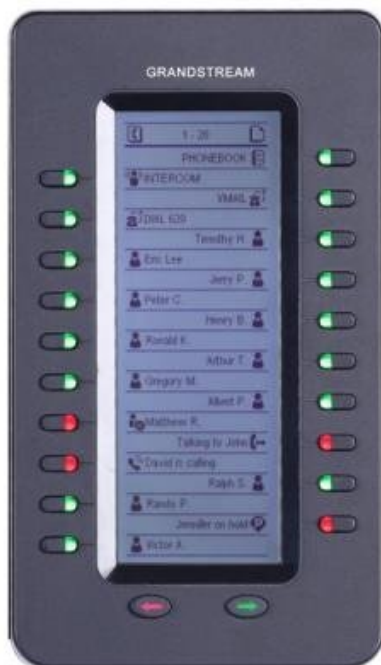 GRANDSTREAM
1 - 20
PHONEBOOK
INTERCOM
VMAIL
DIAL 620
Timothy H.
Eric Lee
Jerry P.
Peter C.
Henry B.
Ronald K.
Arthur T.
Gregory M.
Albert P.
Matthew R.
Talking to John
David is calling
Ralph S.
Randy P.
Jennifer on hold
Victor A.